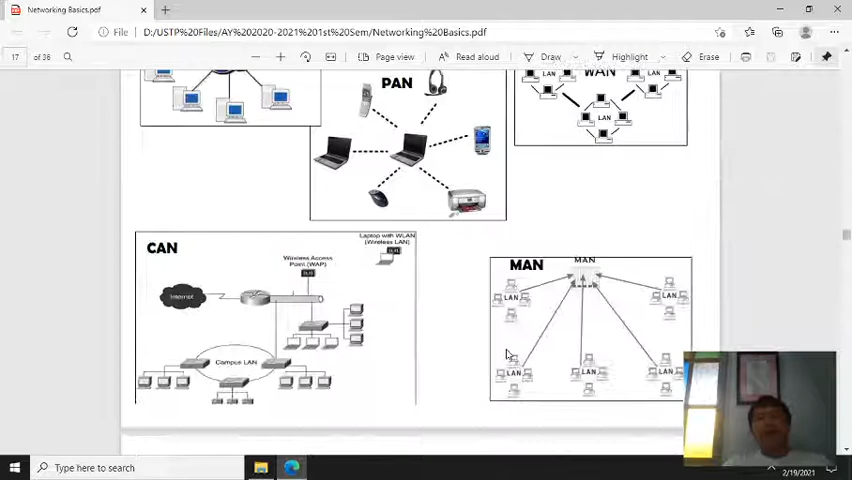 Networking%20Basics.pdf
File
D:/USTP%20Files/AY%202020-2021%201st%20Sem/Networking%20Basics.pdf
17
of 36
Page view
Read aloud
Draw
Highlight
Erase
PAN
LAN
WAN
LAN
LAN
CAN
Laptop with WLAN
(Wireless LAN)
Wireless Access
Point (WAP)
Internet
Campus LAN
MAN
MAN
LAN
LAN
LAN
LAN
LAN
Type here to search
2/19/2021